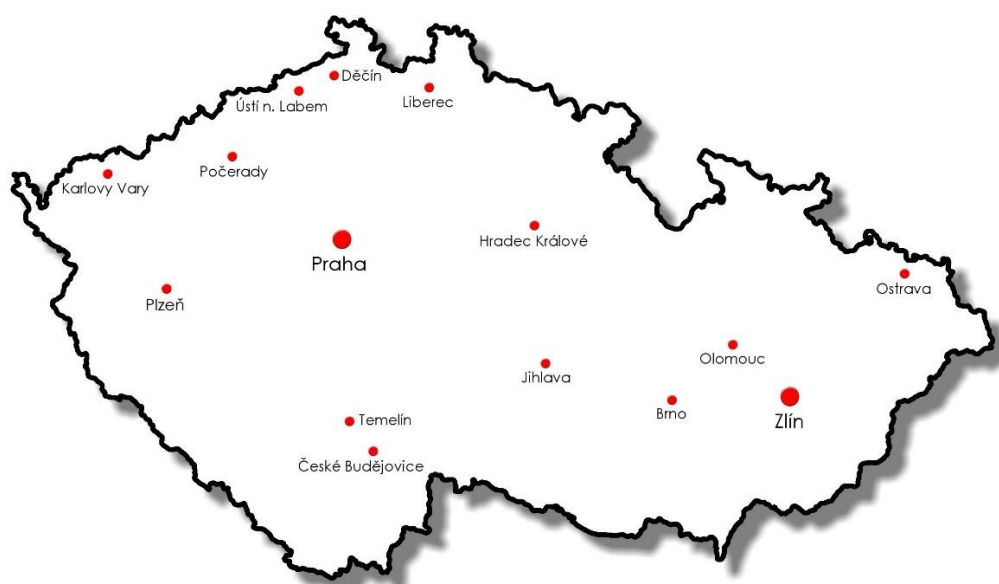 Děčín
Ústí n. Labem
Liberec
Počerady
Karlovy Vary
Hradec Králové
Praha
Ostrava
Plzeň
Olomouc
Jihlava
Brno
Zlín
Temelín
České Budějovice